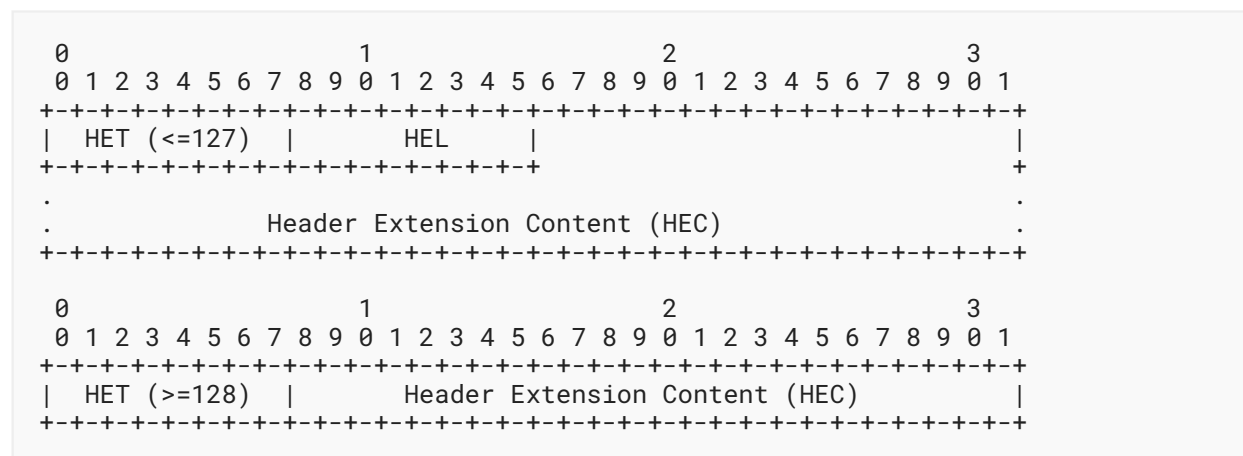 0                   1                   2                   3
 0 1 2 3 4 5 6 7 8 9 0 1 2 3 4 5 6 7 8 9 0 1 2 3 4 5 6 7 8 9 0 1
+-+-+-+-+-+-+-+-+-+-+-+-+-+-+-+-+-+-+-+-+-+-+-+-+-+-+-+-+-+-+-+-+
|  HET (<=127)  |       HEL     |                               |
+-+-+-+-+-+-+-+-+-+-+-+-+-+-+-+-+                               +
.                                                               .
.              Header Extension Content (HEC)                   .
+-+-+-+-+-+-+-+-+-+-+-+-+-+-+-+-+-+-+-+-+-+-+-+-+-+-+-+-+-+-+-+-+

 0                   1                   2                   3
 0 1 2 3 4 5 6 7 8 9 0 1 2 3 4 5 6 7 8 9 0 1 2 3 4 5 6 7 8 9 0 1
+-+-+-+-+-+-+-+-+-+-+-+-+-+-+-+-+-+-+-+-+-+-+-+-+-+-+-+-+-+-+-+-+
|  HET (>=128)  |       Header Extension Content (HEC)          |
+-+-+-+-+-+-+-+-+-+-+-+-+-+-+-+-+-+-+-+-+-+-+-+-+-+-+-+-+-+-+-+-+